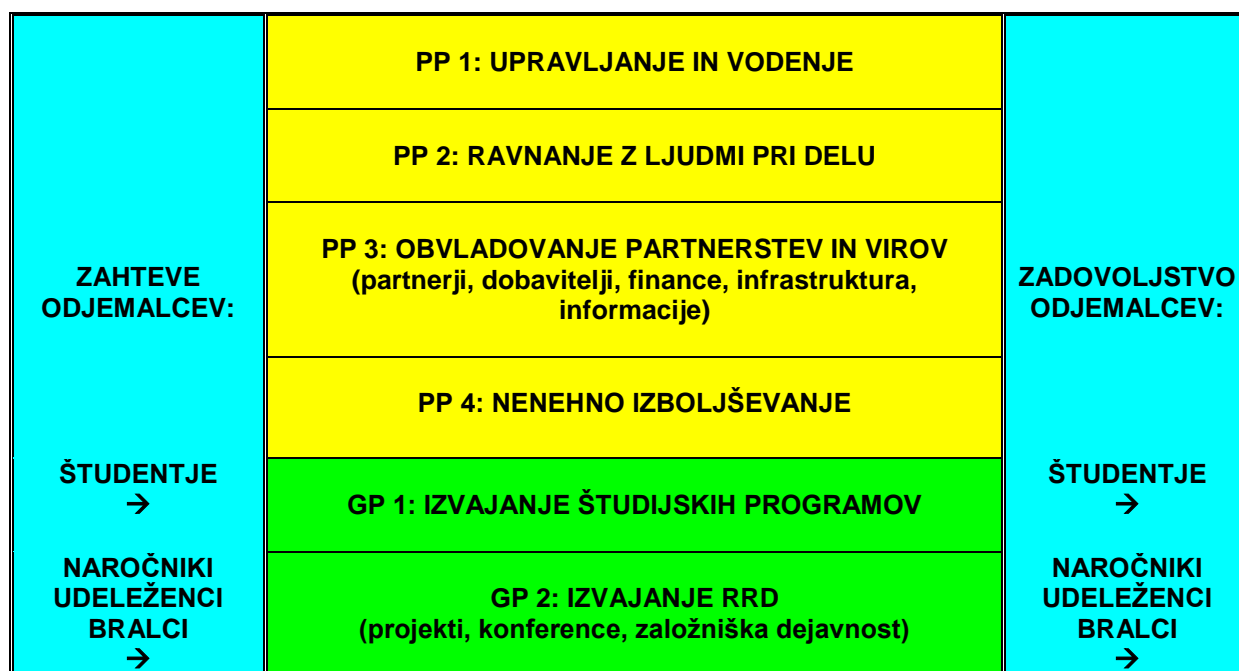 ZAHTEVE
ODJEMALCEV:
ŠTUDENTJE
→
NAROČNIKI
UDELEŽENCI
BRALCI
→
PP 1: UPRAVLJANJE IN VODENJE
PP 2: RAVNANJE Z LJUDMI PRI DELU
PP 3: OBVLADOVANJE PARTNERSTEV IN VIROV
(partnerji, dobavitelji, finance, infrastruktura,
informacije)
PP 4: NENEHNO IZBOLJŠEVANJE
GP 1: IZVAJANJE ŠTUDIJSKIH PROGRAMOV
GP 2: IZVAJANJE RRD
(projekti, konference, založniška dejavnost)
ZADOVOLJSTVO
ODJEMALCEV:
ŠTUDENTJE
→
NAROČNIKI
UDELEŽENCI
BRALCI
→